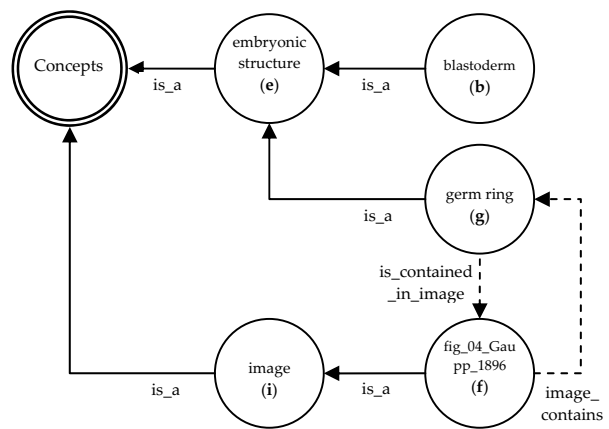 Concepts
embryonic
structure
(e)
blastoderm
(b)
is_a
is_a
germ ring
(g)
is_a
is_contained
_in_image
fig_04_Gau
pp_1896
(f)
image
(i)
is_a
is_a
image_
contains